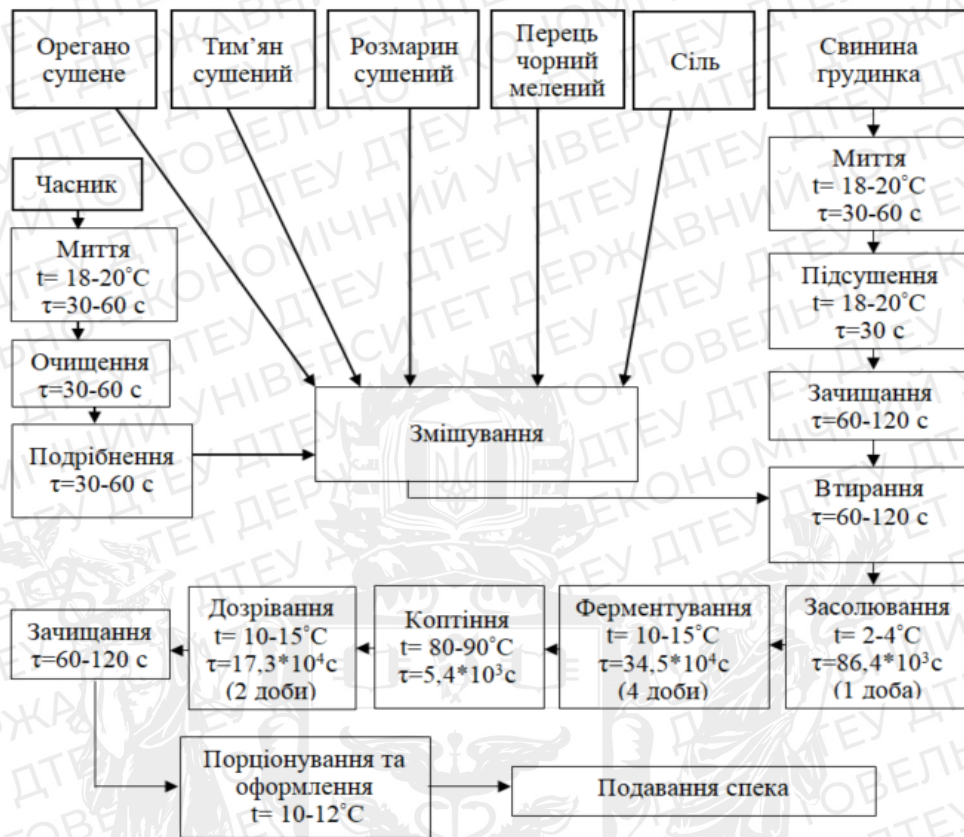 Орегано
сушене
Тим’ян
сушений
Розмарин
сушений
Перець
чорний
мелений
Сіль
Свинина
грудинка
Часник
Миття
t= 18-20˚С
τ=30-60 с
Очищення
τ=30-60 с
Подрібнення
τ=30-60 с
Змішування
Миття
t= 18-20˚С
τ=30-60 с
Підсушення
t= 18-20˚С
τ=30 с
Зачищання
τ=60-120 с
Втирання
τ=60-120 с
Засолювання
t= 2-4˚С
τ=86,4*10³с
(1 доба)
Ферментування
t= 10-15˚С
τ=34,5*10⁴с
(4 доби)
Коптіння
t= 80-90˚С
τ=5,4*10³с
Дозрівання
t= 10-15˚С
τ=17,3*10⁴с
(2 доби)
Зачищання
τ=60-120 с
Порціонування та
оформлення
t= 10-12˚С
Подавання спека